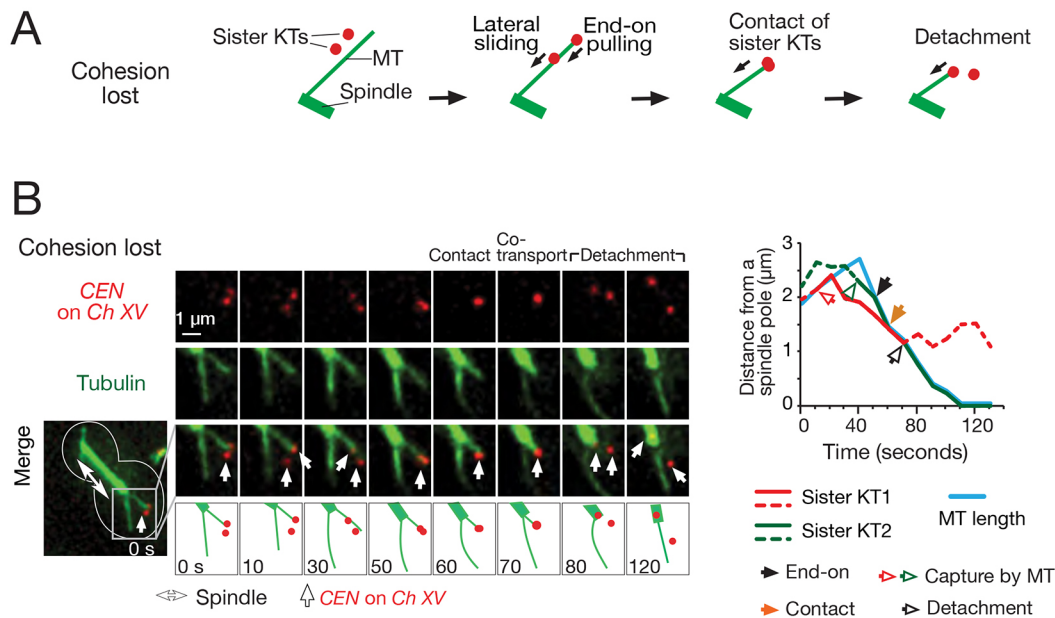 A
Cohesion
lost
Sister KTs
MT
Spindle
Lateral
sliding
End-on
pulling
Contact of
sister KTs
Detachment
B
Cohesion lost
Contact
Co-
transport
Detachment
CEN
on Ch XV
1 µm
Tubulin
Merge
0 s
0 s
10
30
50
60
70
80
120
Spindle
CEN on Ch XV
Distance from a
spindle pole (µm)
3
2
1
0
0
40
80
120
Time (seconds)
Sister KT1
Sister KT2
MT length
End-on
Capture by MT
Contact
Detachment